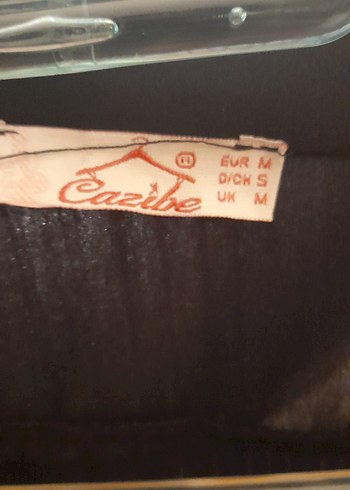 Cazibe ®
EUR M
D/CH S
UK M